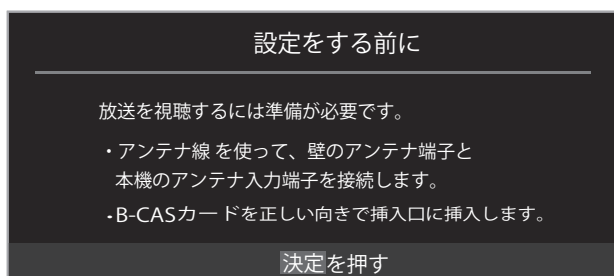 設定をする前に
放送を視聴するには準備が必要です。
・アンテナ線 を使って、壁のアンテナ端子と
本機のアンテナ入力端子を接続します。
・B-CASカードを正しい向きで挿入口に挿入します。
決定を押す